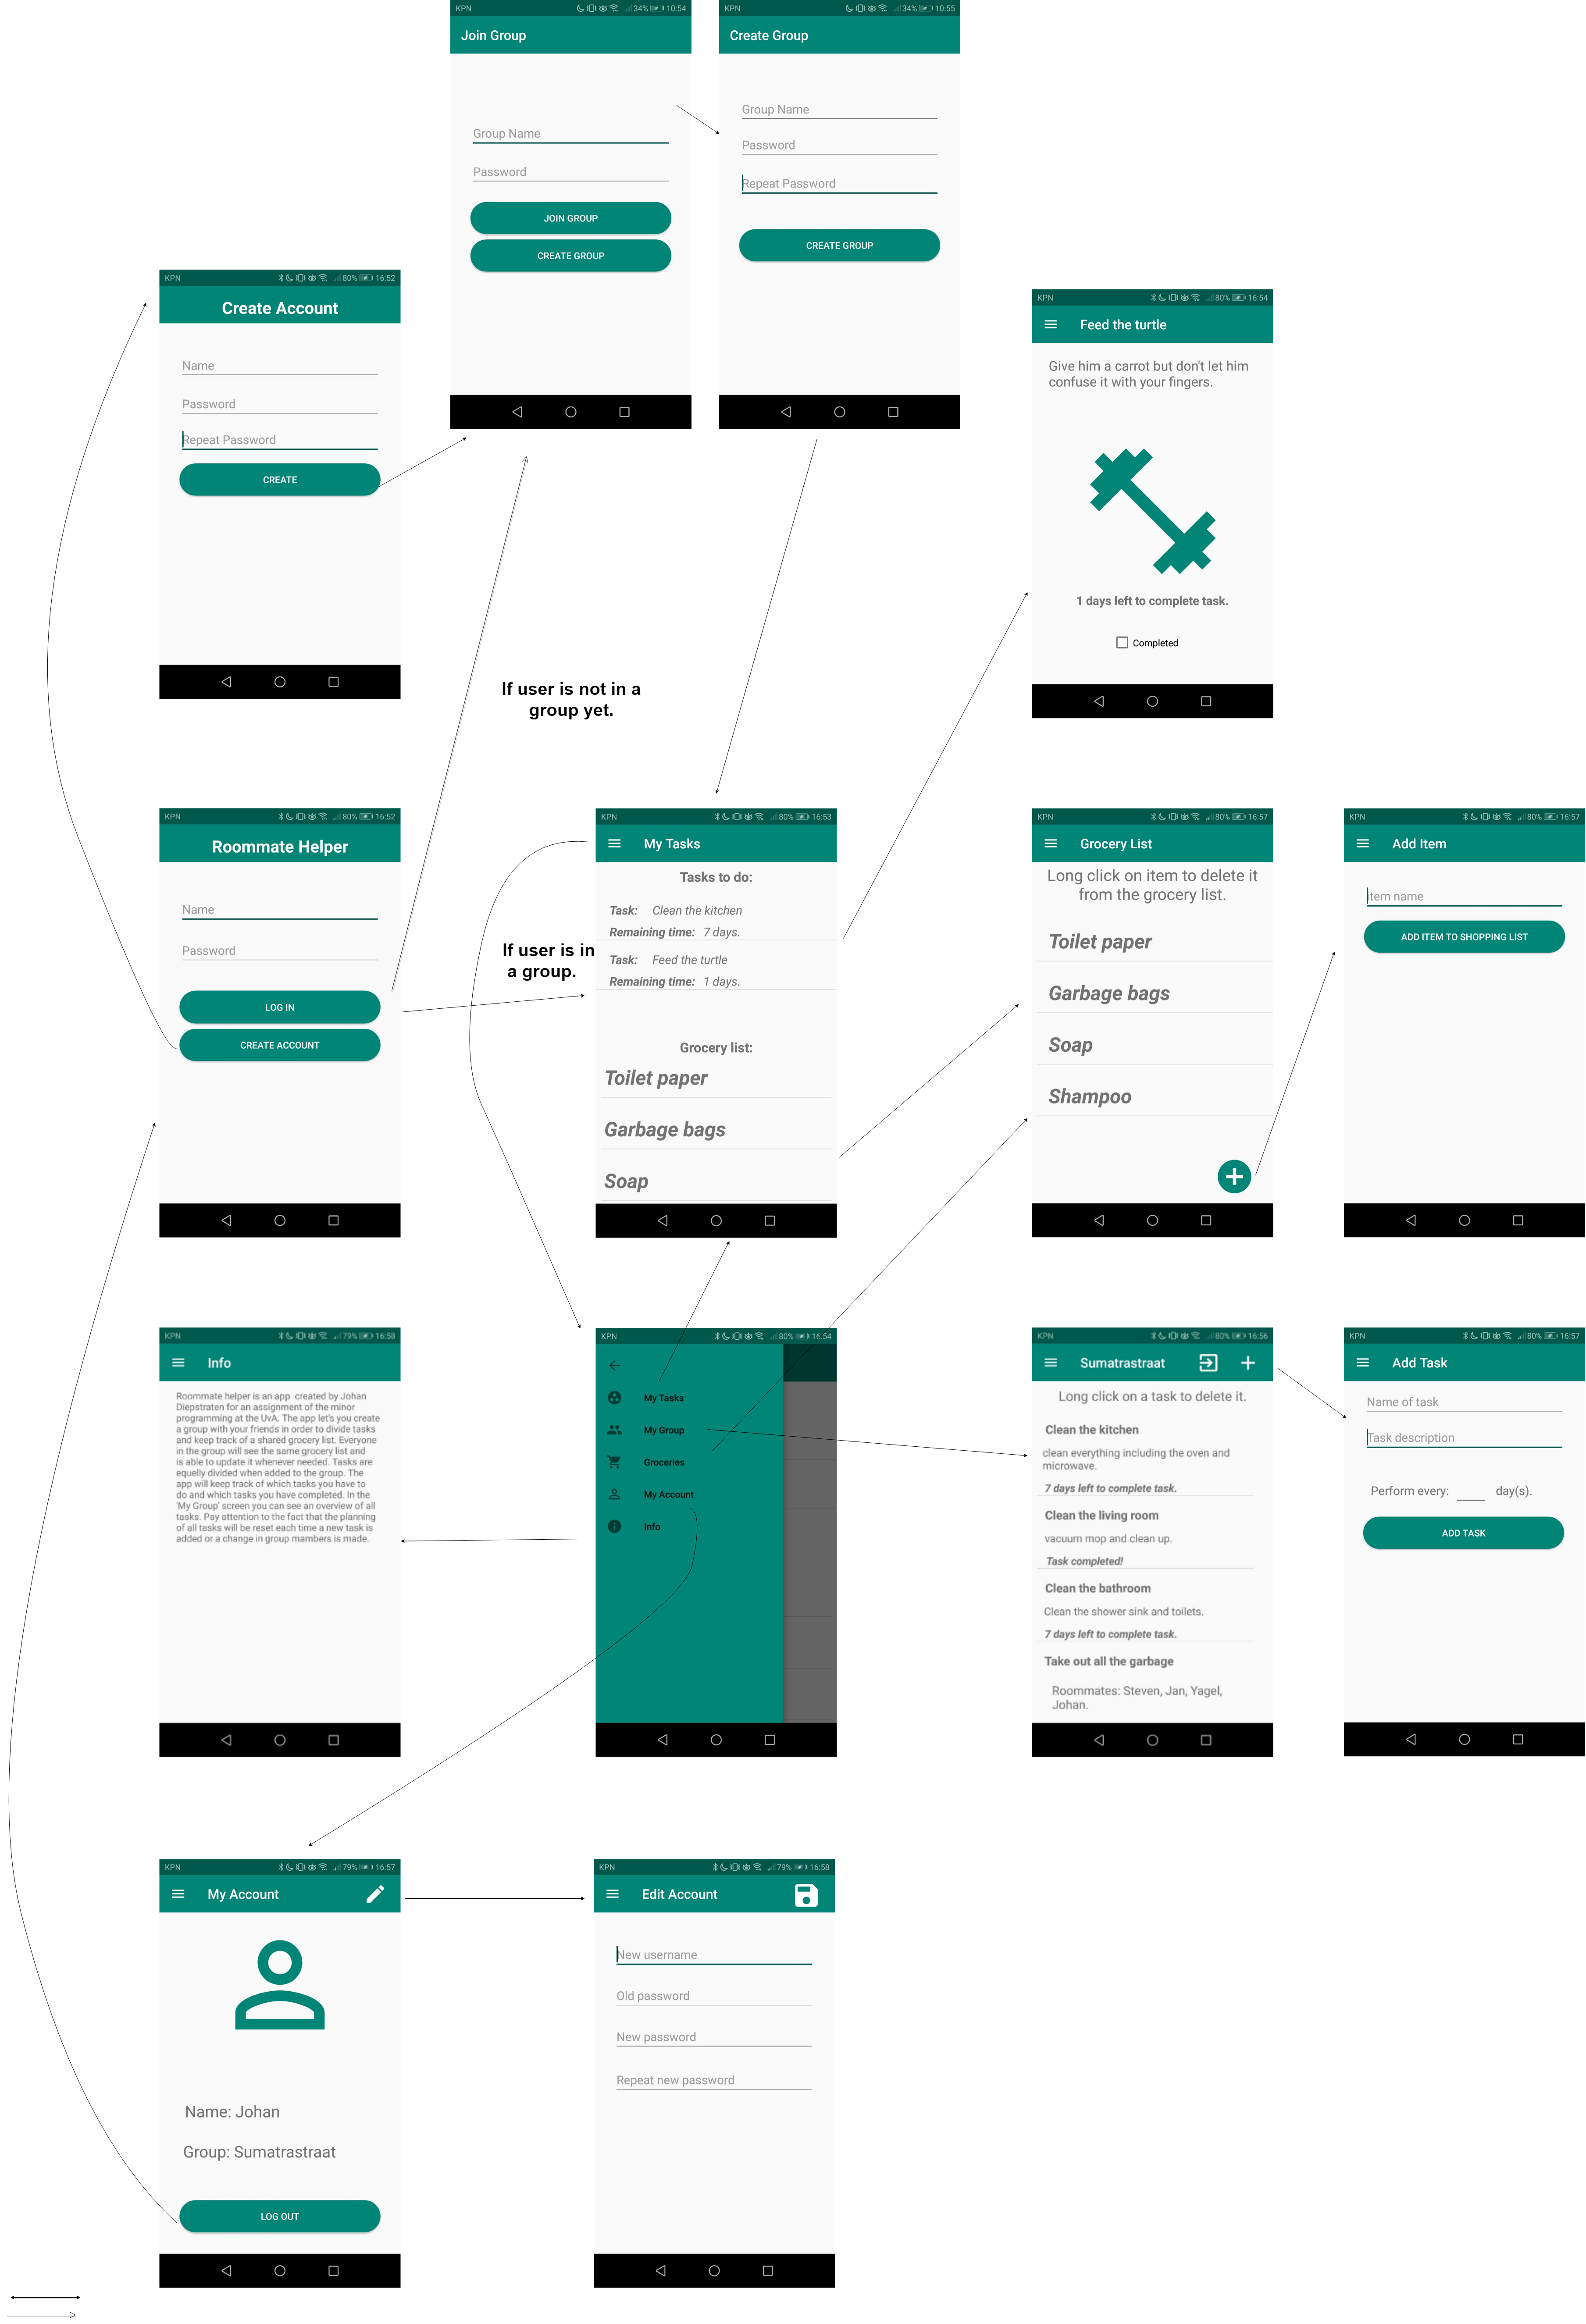 KPN 34% 10:54
Join Group
Group Name
Password
JOIN GROUP
CREATE GROUP
KPN 34% 10:55
Create Group
Group Name
Password
Repeat Password
CREATE GROUP
KPN 80% 16:52
Create Account
Name
Password
Repeat Password
CREATE
KPN 80% 16:54
Feed the turtle
Give him a carrot but don't let him
confuse it with your fingers.
1 days left to complete task.
Completed
If user is not in a
group yet.
KPN 80% 16:52
Roommate Helper
Name
Password
LOG IN
CREATE ACCOUNT
If user is in
a group.
KPN 80% 16:53
My Tasks
Tasks to do:
Task: Clean the kitchen
Remaining time: 7 days.
Task: Feed the turtle
Remaining time: 1 days.
Grocery list:
Toilet paper
Garbage bags
Soap
KPN 80% 16:57
Grocery List
Long click on item to delete it
from the grocery list.
Toilet paper
Garbage bags
Soap
Shampoo
KPN 80% 16:57
Add Item
Item name
ADD ITEM TO SHOPPING LIST
KPN 79% 16:58
Info
Roommate helper is an app created by Johan
Diepstraten for an assignment of the minor
programming at the UvA. The app let's you create
a group with your friends in order to divide tasks
and keep track of a shared grocery list. Everyone
in the group will see the same grocery list and
is able to update it whenever needed. Tasks are
equelly divided when added to the group. The
app will keep track of which tasks you have to
do and which tasks you have completed. In the
'My Group' screen you can see an overview of all
tasks. Pay attention to the fact that the planning
of all tasks will be reset each time a new task is
added or a change in group mambers is made.
KPN 80% 16:54
My Tasks
My Group
Groceries
My Account
Info
KPN 80% 16:56
Sumatrastraat
Long click on a task to delete it.
Clean the kitchen
clean everything including the oven and
microwave.
7 days left to complete task.
Clean the living room
vacuum mop and clean up.
Task completed!
Clean the bathroom
Clean the shower sink and toilets.
7 days left to complete task.
Take out all the garbage
Roommates: Steven, Jan, Yagel,
Johan.
KPN 80% 16:57
Add Task
Name of task
Task description
Perform every: day(s).
ADD TASK
KPN 79% 16:57
My Account
Name: Johan
Group: Sumatrastraat
LOG OUT
KPN 79% 16:58
Edit Account
New username
Old password
New password
Repeat new password